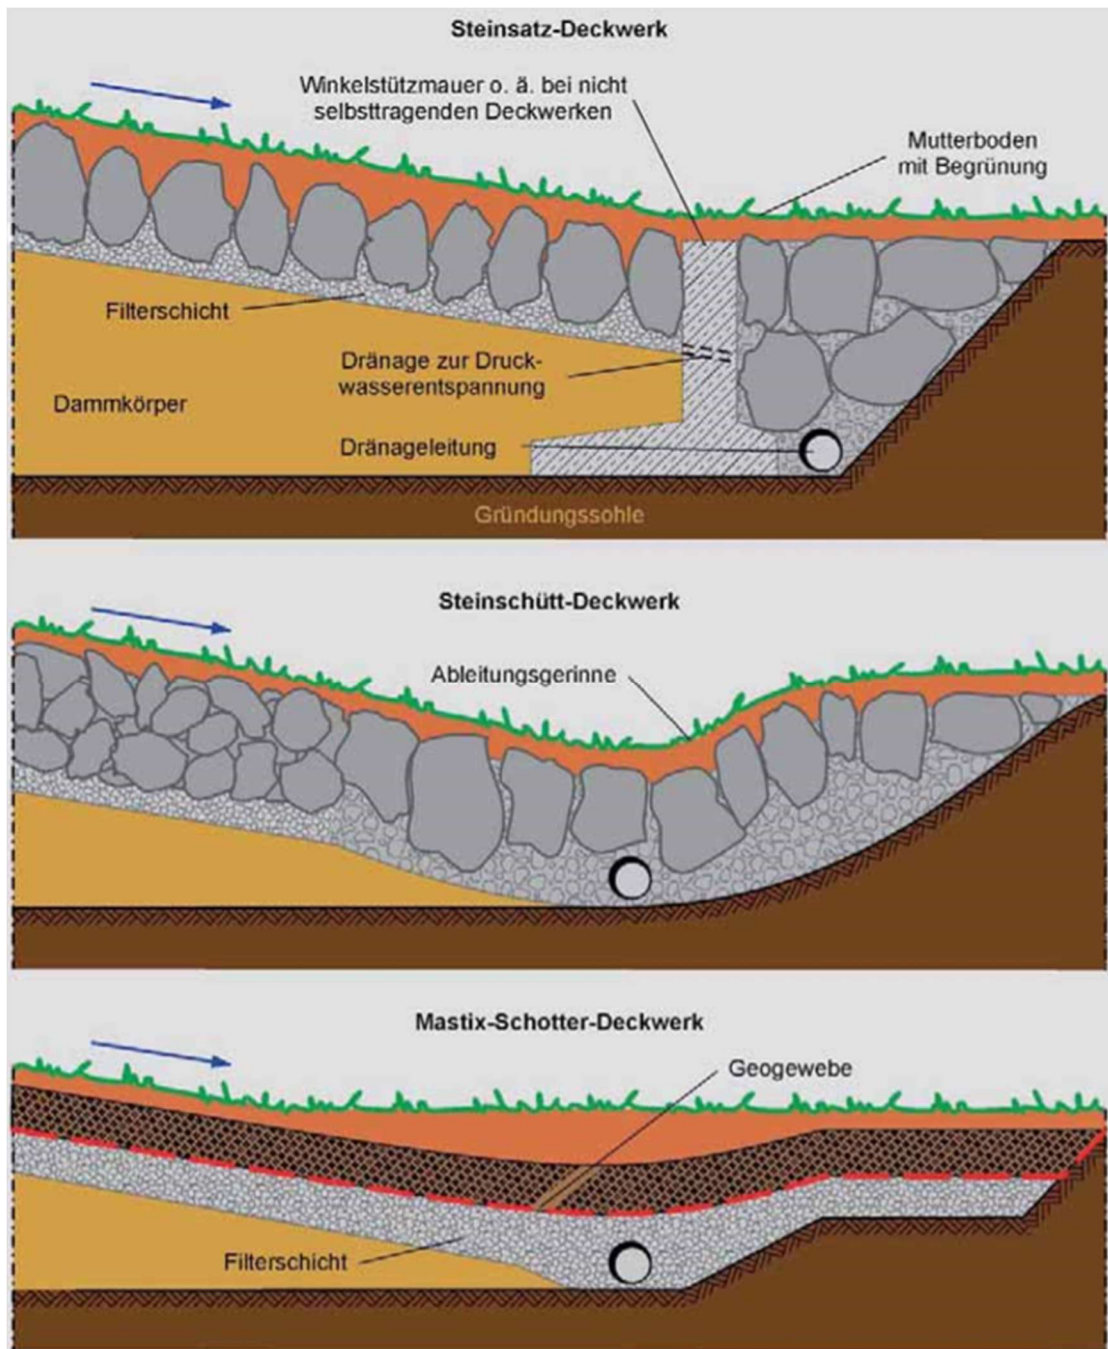 Steinsatz-Deckwerk
Winkelstützmauer o. ä. bei nicht
selbsttragenden Deckwerken
Mutterboden
mit Begrünung
Filterschicht
Dränage zur Druck-
wasserentspannung
Dammkörper
Dränageleitung
Gründungssohle
Steinschütt-Deckwerk
Ableitungsgerinne
Mastix-Schotter-Deckwerk
Geogewebe
Filterschicht